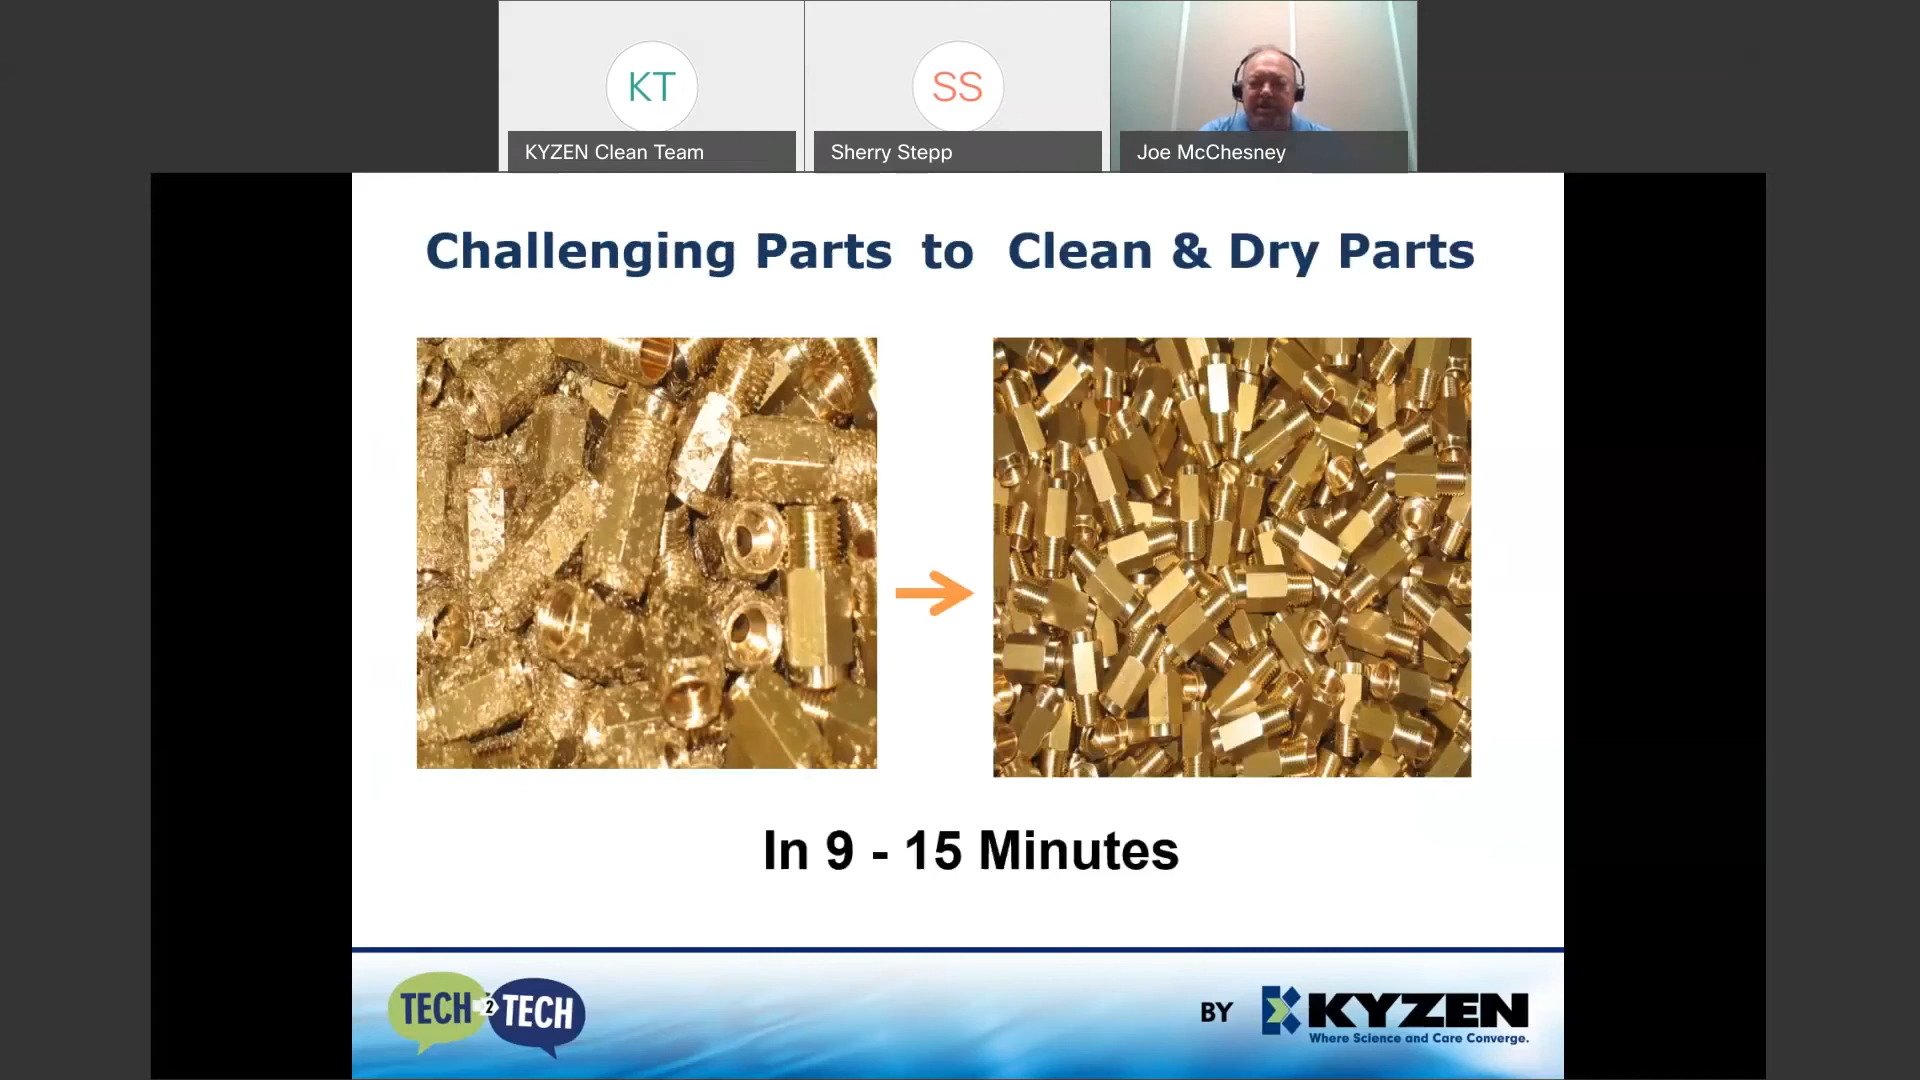 KT
SS
KYZEN Clean Team
Sherry Stepp
Joe McChesney
Challenging Parts to Clean & Dry Parts
In 9 - 15 Minutes
TECH 2 TECH
BY KYZEN
Where Science and Care Converge.